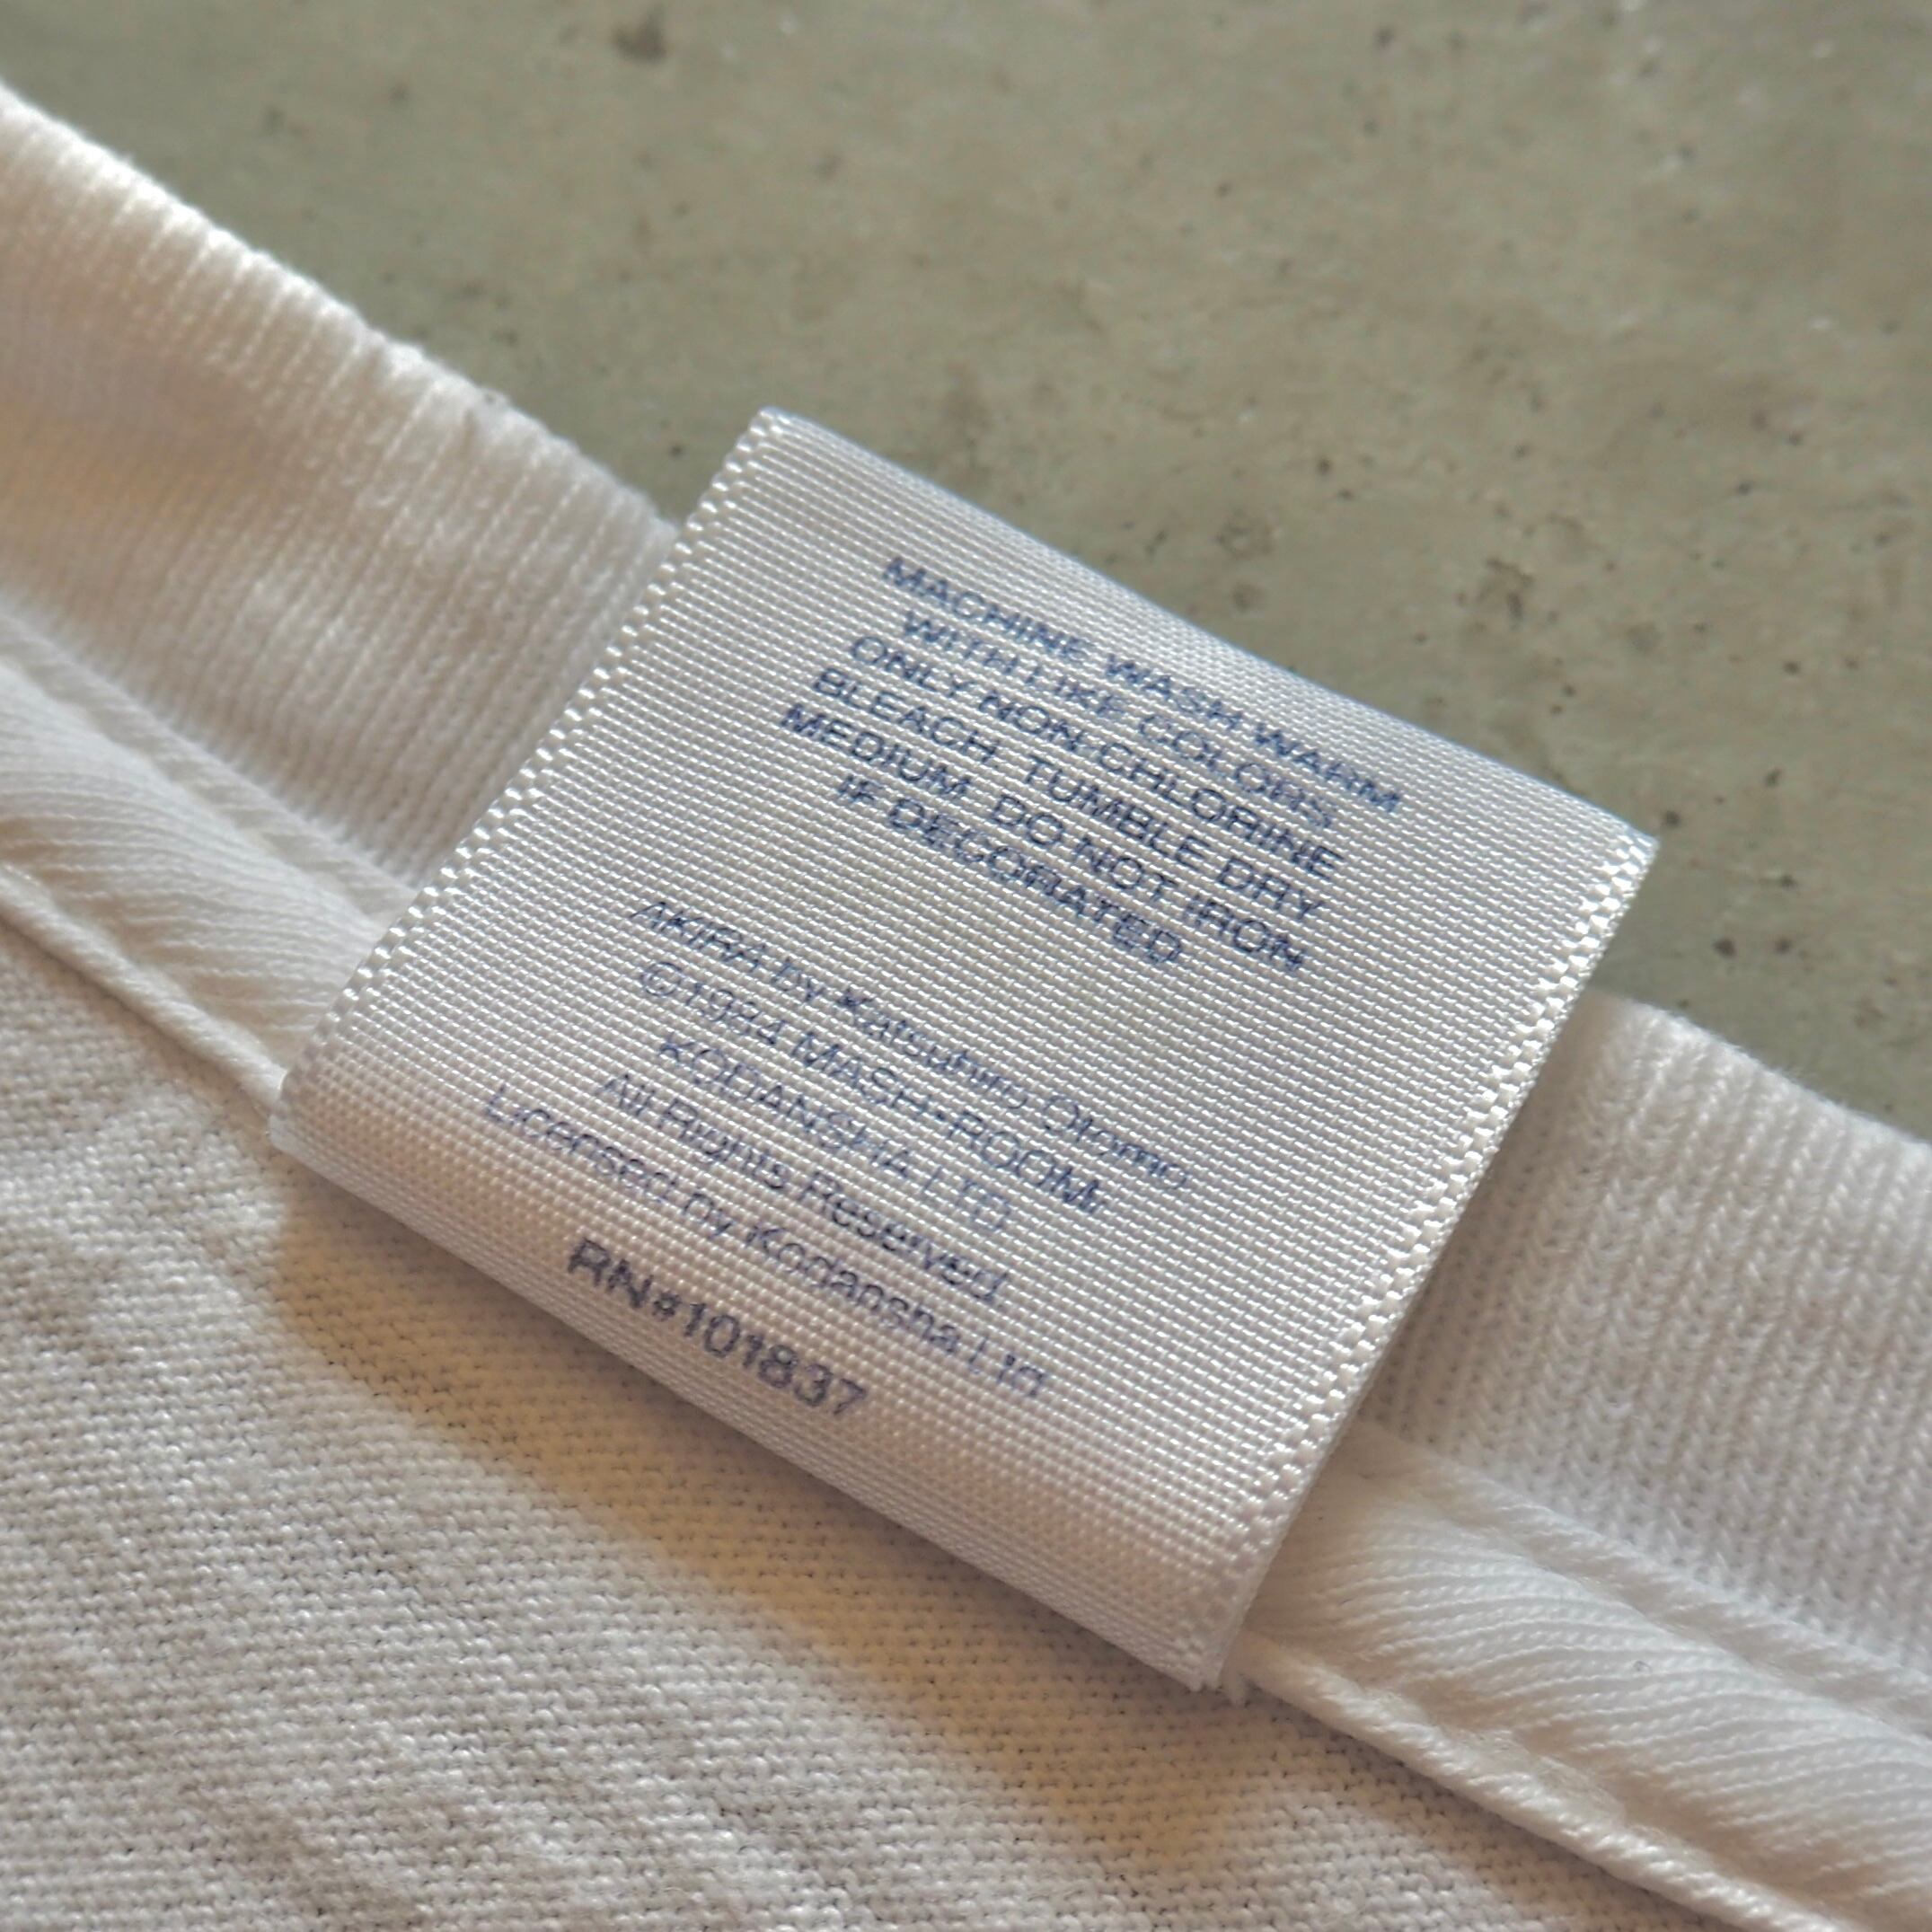 MACHINE WASH WARM
WITH LIKE COLORS
ONLY NON-CHLORINE
BLEACH. TUMBLE DRY
MEDIUM. DO NOT IRON
IF DECORATED
AKIRA by Katsuhiro Otomo
©1984 MASH•ROOM/
KODANSHA LTD.
All Rights Reserved.
Licensed by Kodansha Ltd.
RN#101837